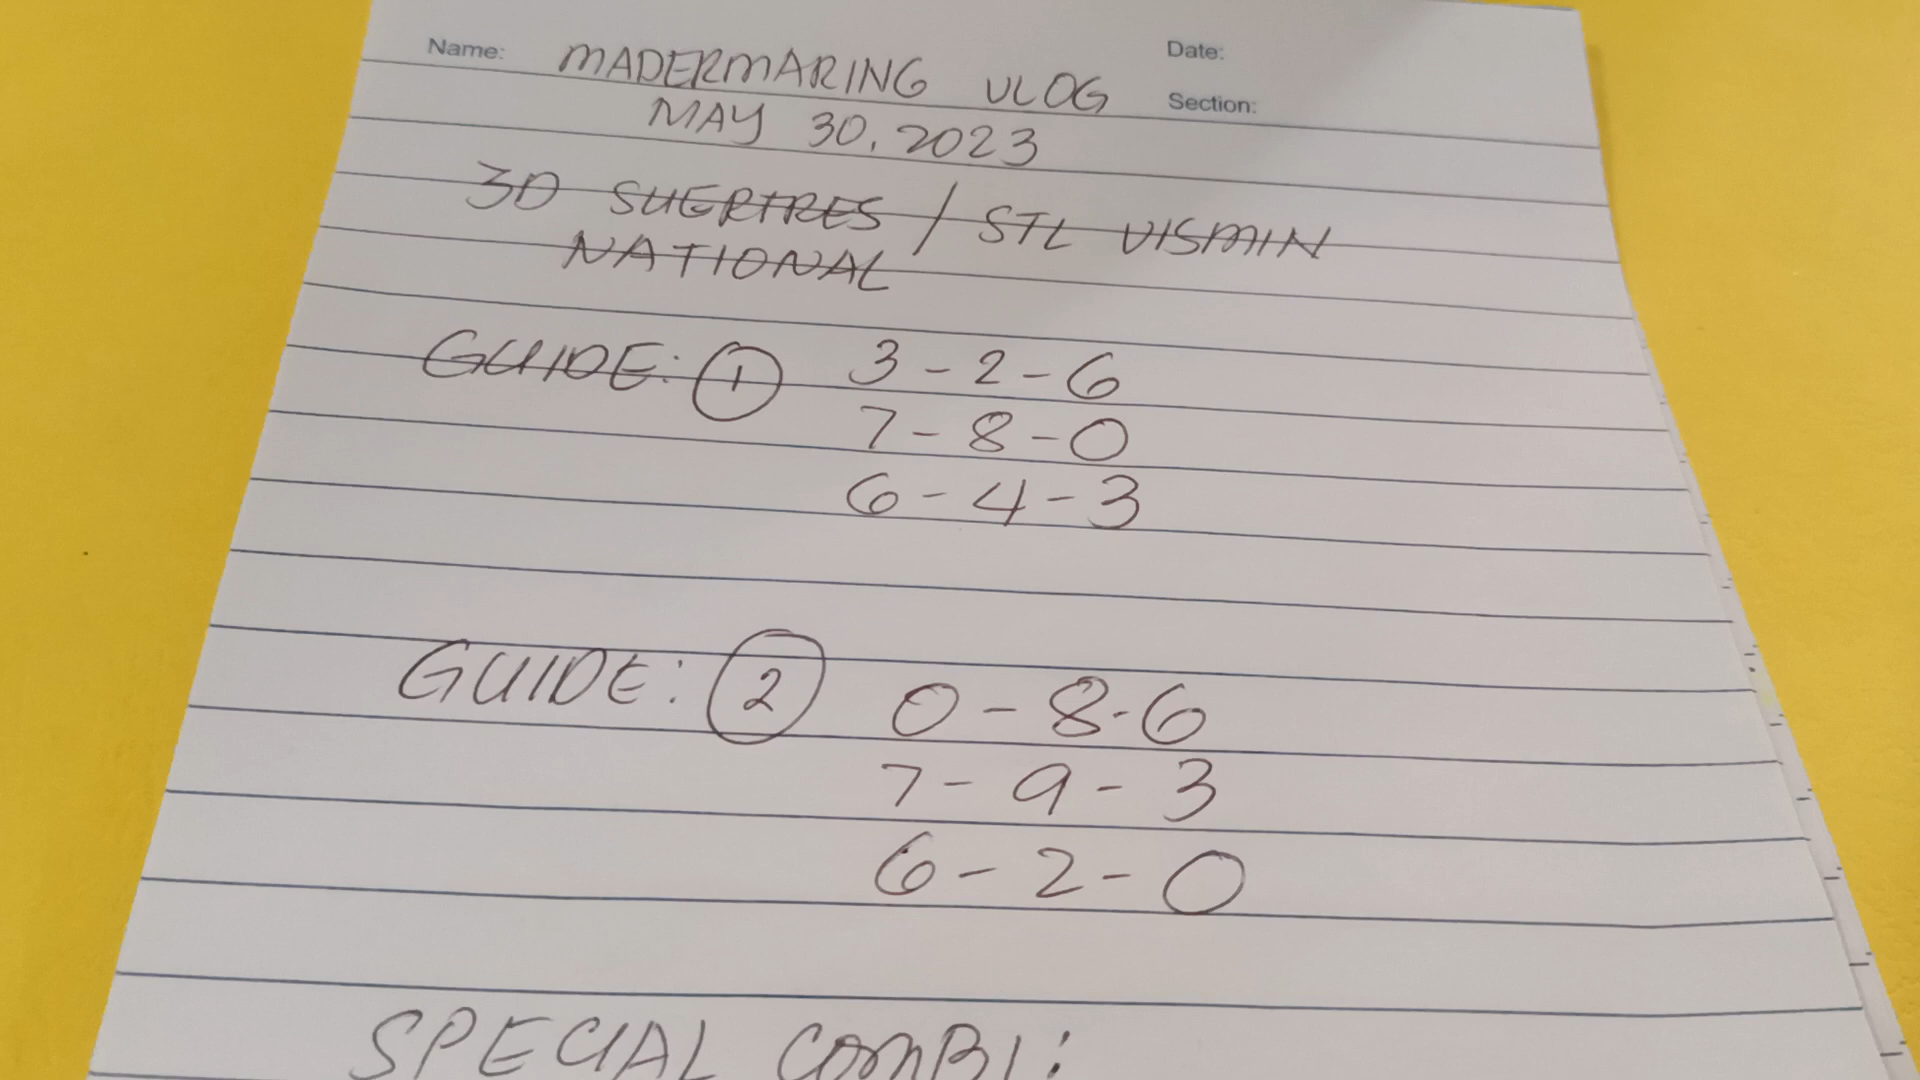 Name: MADERMARING VLOG Date:
Section:
MAY 30, 2023
3D SUERTRES / STL VISMIN
NATIONAL
GUIDE: 1 3-2-6
7-8-0
6-4-3
GUIDE: 2 0-8-6
7-9-3
6-2-0
SPECIAL COMBI: